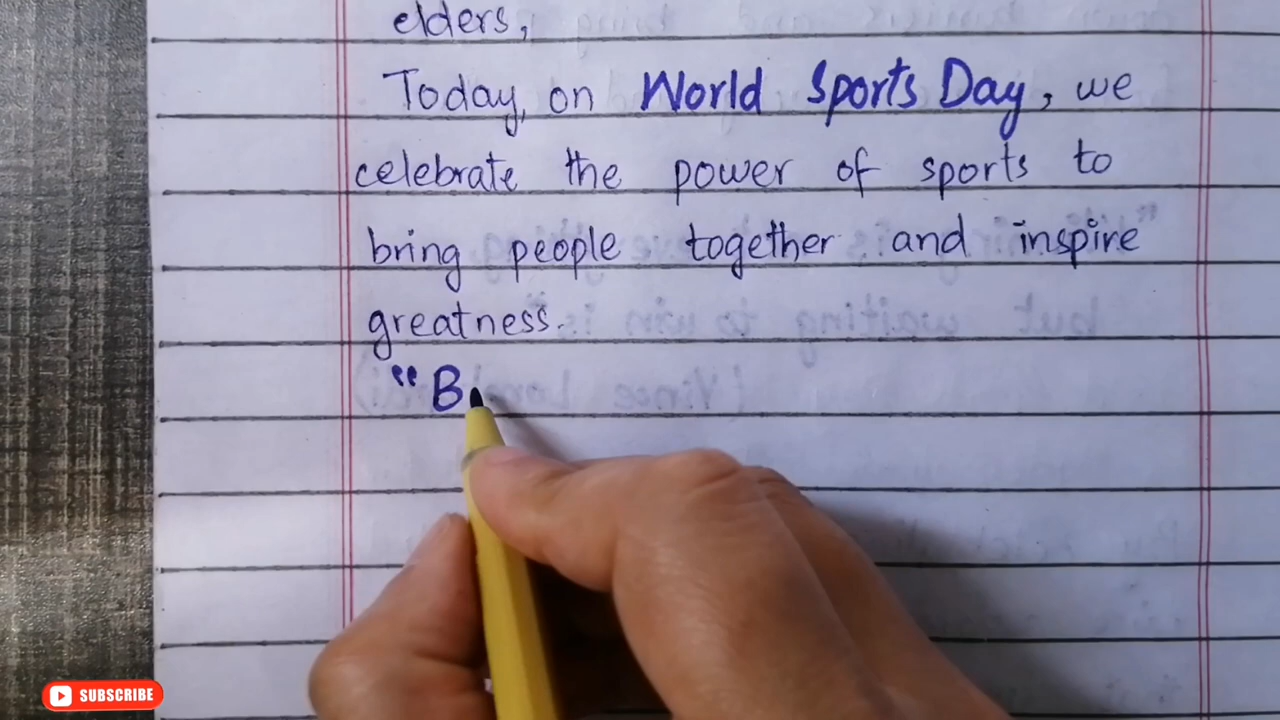 elders,
Today, on World Sports Day, we
celebrate the power of sports to
bring people together and inspire
greatness.
"B
SUBSCRIBE